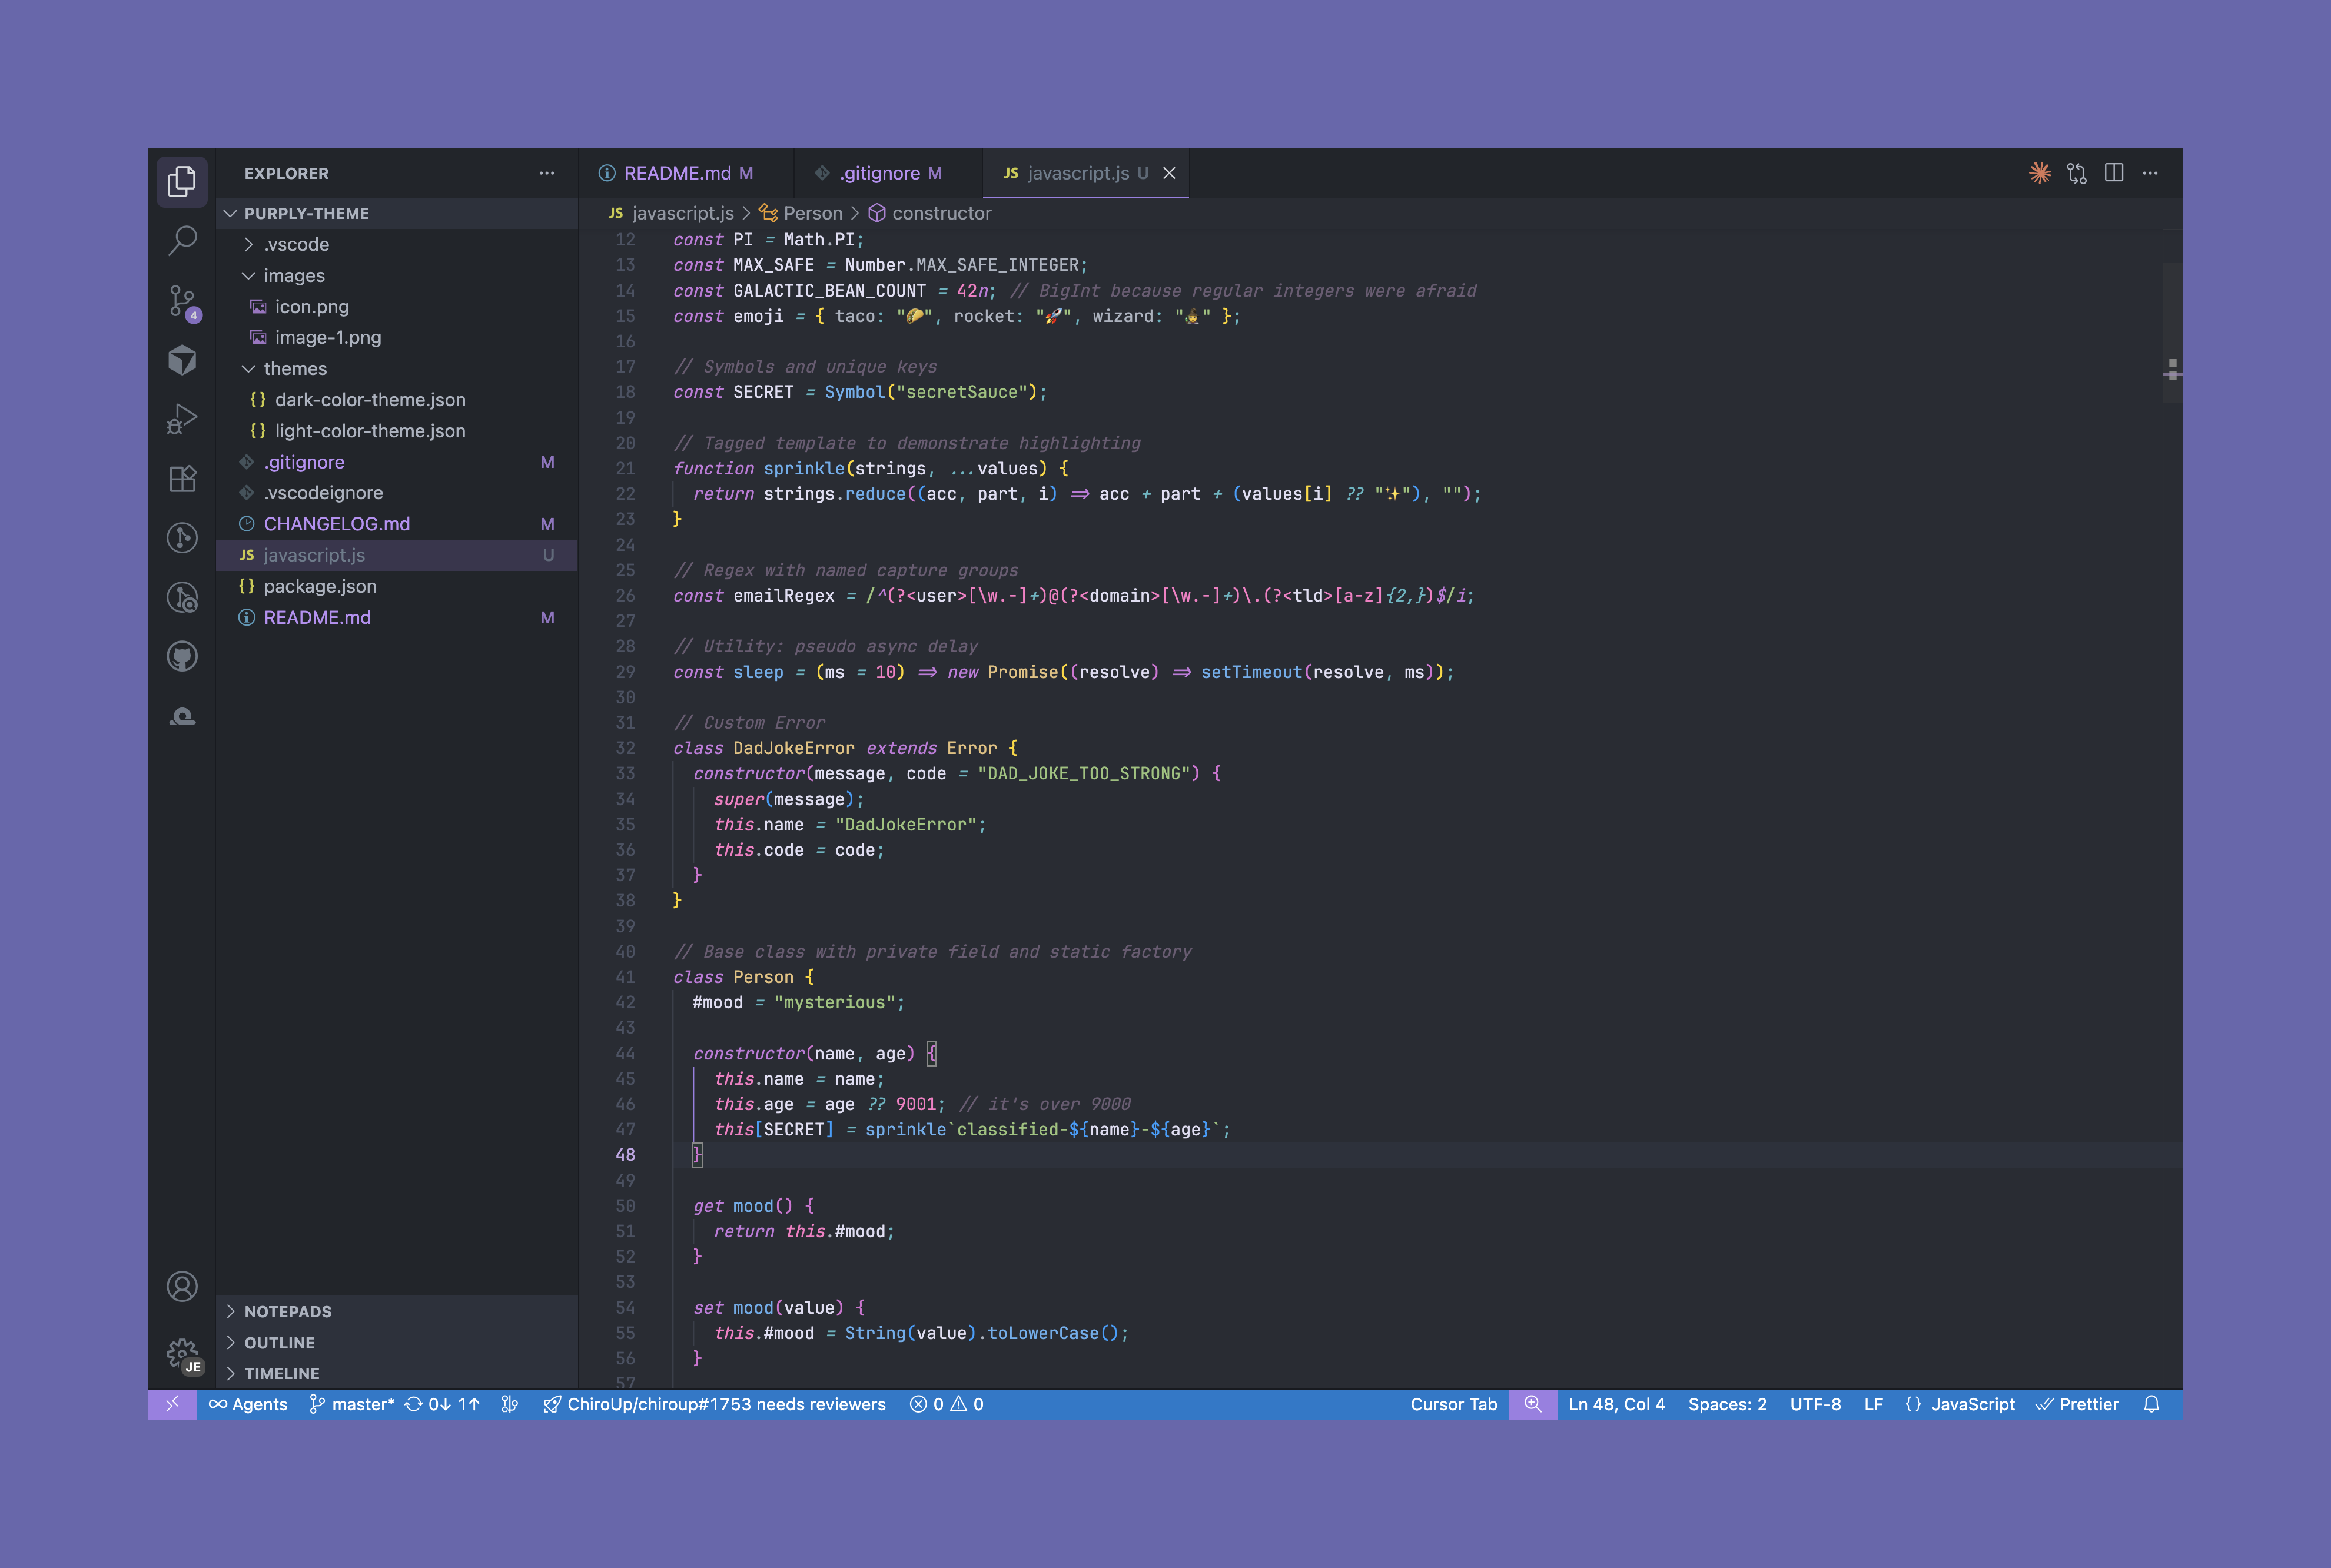 EXPLORER
README.md M
.gitignore M
JS javascript.js U
PURPLY-THEME
.vscode
images
icon.png
image-1.png
themes
{} dark-color-theme.json
{} light-color-theme.json
.gitignore M
.vscodeignore
CHANGELOG.md M
JS javascript.js U
{} package.json
README.md M
NOTEPADS
OUTLINE
TIMELINE
4
JE
JS javascript.js > Person > constructor
12 const PI = Math.PI;
13 const MAX_SAFE = Number.MAX_SAFE_INTEGER;
14 const GALACTIC_BEAN_COUNT = 42n; // BigInt because regular integers were afraid
15 const emoji = { taco: "🌮", rocket: "🚀", wizard: "🧙" };
16
17 // Symbols and unique keys
18 const SECRET = Symbol("secretSauce");
19
20 // Tagged template to demonstrate highlighting
21 function sprinkle(strings, ...values) {
22 return strings.reduce((acc, part, i) => acc + part + (values[i] ?? "✨"), "");
23 }
24
25 // Regex with named capture groups
26 const emailRegex = /^(?<user>[\w.-]+)@(?<domain>[\w.-]+)\.(?<tld>[a-z]{2,})$/i;
27
28 // Utility: pseudo async delay
29 const sleep = (ms = 10) => new Promise((resolve) => setTimeout(resolve, ms));
30
31 // Custom Error
32 class DadJokeError extends Error {
33 constructor(message, code = "DAD_JOKE_TOO_STRONG") {
34 super(message);
35 this.name = "DadJokeError";
36 this.code = code;
37 }
38 }
39
40 // Base class with private field and static factory
41 class Person {
42 #mood = "mysterious";
43
44 constructor(name, age) {
45 this.name = name;
46 this.age = age ?? 9001; // it's over 9000
47 this[SECRET] = sprinkle`classified-${name}-${age}`;
48 }
49
50 get mood() {
51 return this.#mood;
52 }
53
54 set mood(value) {
55 this.#mood = String(value).toLowerCase();
56 }
57
Agents master* 0↓ 1↑ ChiroUp/chiroup#1753 needs reviewers 0 0 Cursor Tab Ln 48, Col 4 Spaces: 2 UTF-8 LF {} JavaScript Prettier